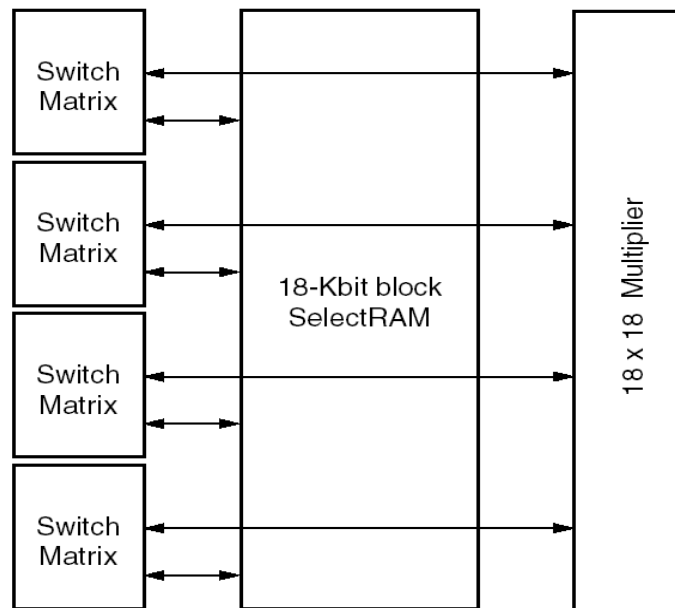 Switch
Matrix
Switch
Matrix
18-Kbit block
SelectRAM
18 x 18 Multiplier
Switch
Matrix
Switch
Matrix